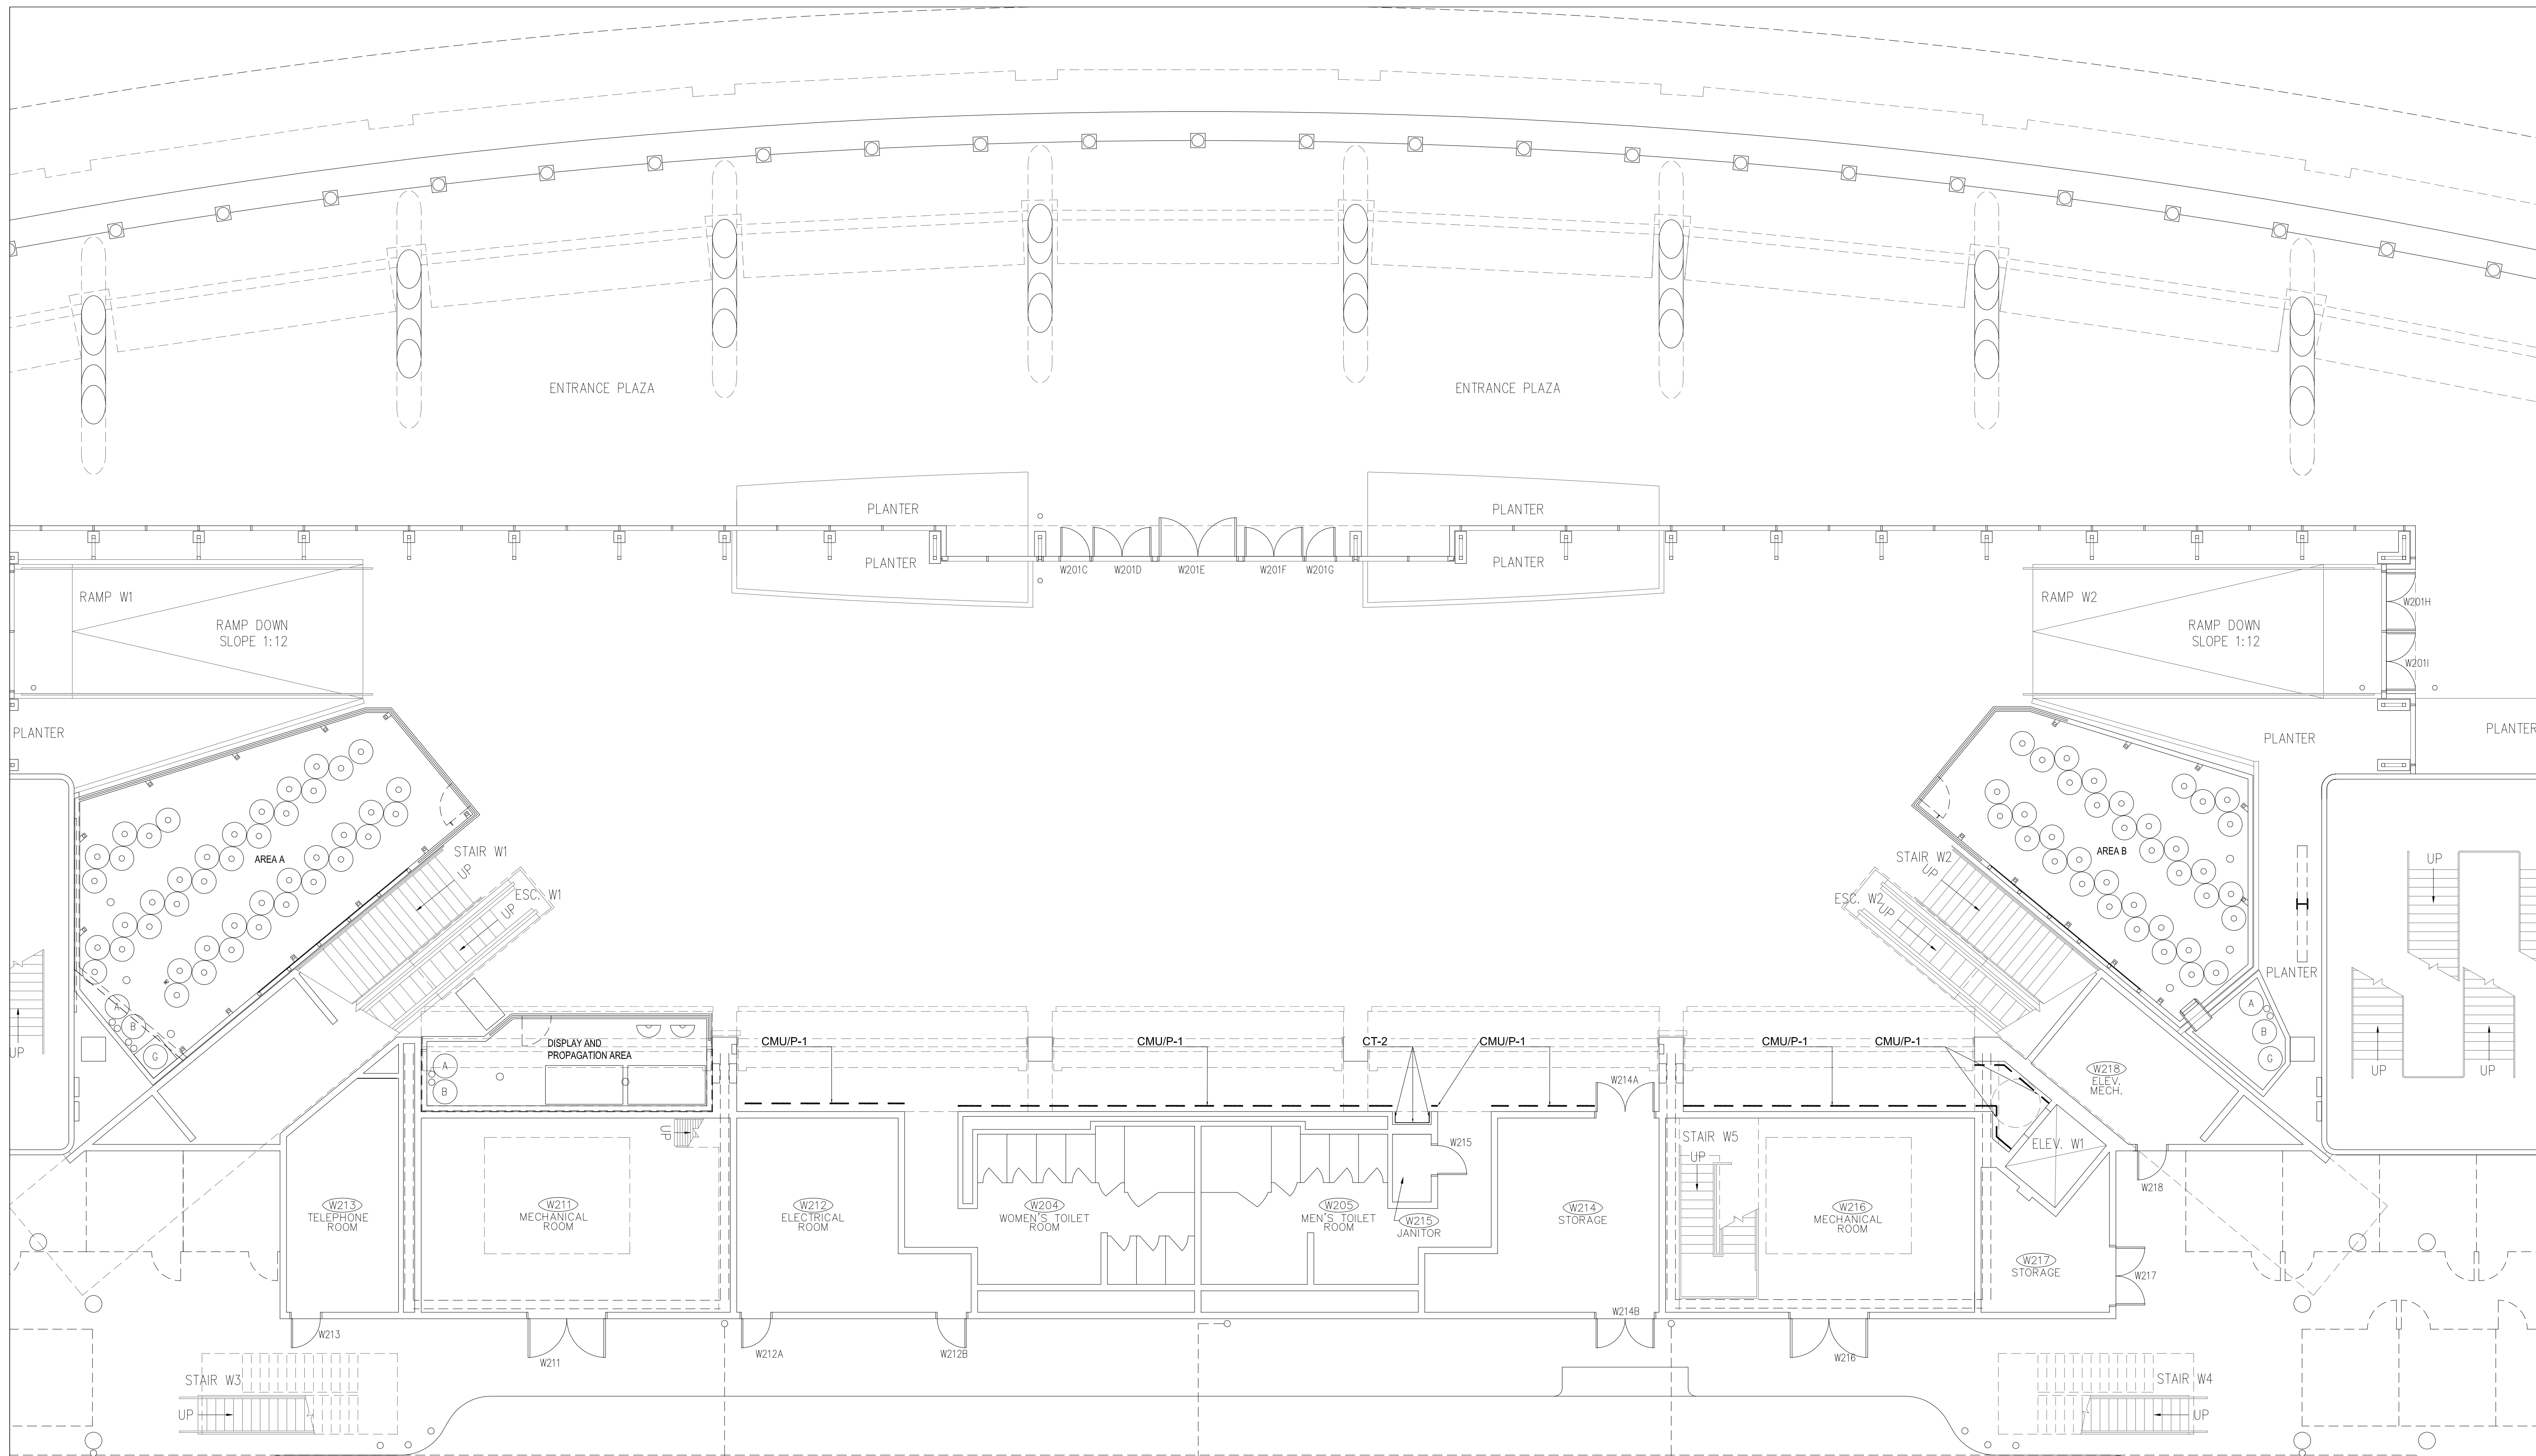 ENTRANCE PLAZA
ENTRANCE PLAZA
PLANTER
PLANTER
PLANTER
PLANTER
W201C
W201D
W201E
W201F
W201G
RAMP W1
RAMP DOWN
SLOPE 1:12
RAMP W2
RAMP DOWN
SLOPE 1:12
W201H
W201I
PLANTER
PLANTER
PLANTER
AREA A
STAIR W1
UP
ESC. W1
UP
STAIR W2
UP
ESC. W2
UP
AREA B
UP
UP
UP
PLANTER
UP
A
B
G
A
B
G
DISPLAY AND
PROPAGATION AREA
A
B
CMU/P-1
CMU/P-1
CT-2
CMU/P-1
CMU/P-1
CMU/P-1
W214A
W218
ELEV.
MECH.
UP
STAIR W5
UP
W215
ELEV. W1
W218
W213
TELEPHONE
ROOM
W211
MECHANICAL
ROOM
W212
ELECTRICAL
ROOM
W204
WOMEN'S TOILET
ROOM
W205
MEN'S TOILET
ROOM
W215
JANITOR
W214
STORAGE
W216
MECHANICAL
ROOM
W217
STORAGE
W217
W213
W211
W212A
W212B
W214B
W216
STAIR W3
UP
STAIR W4
UP